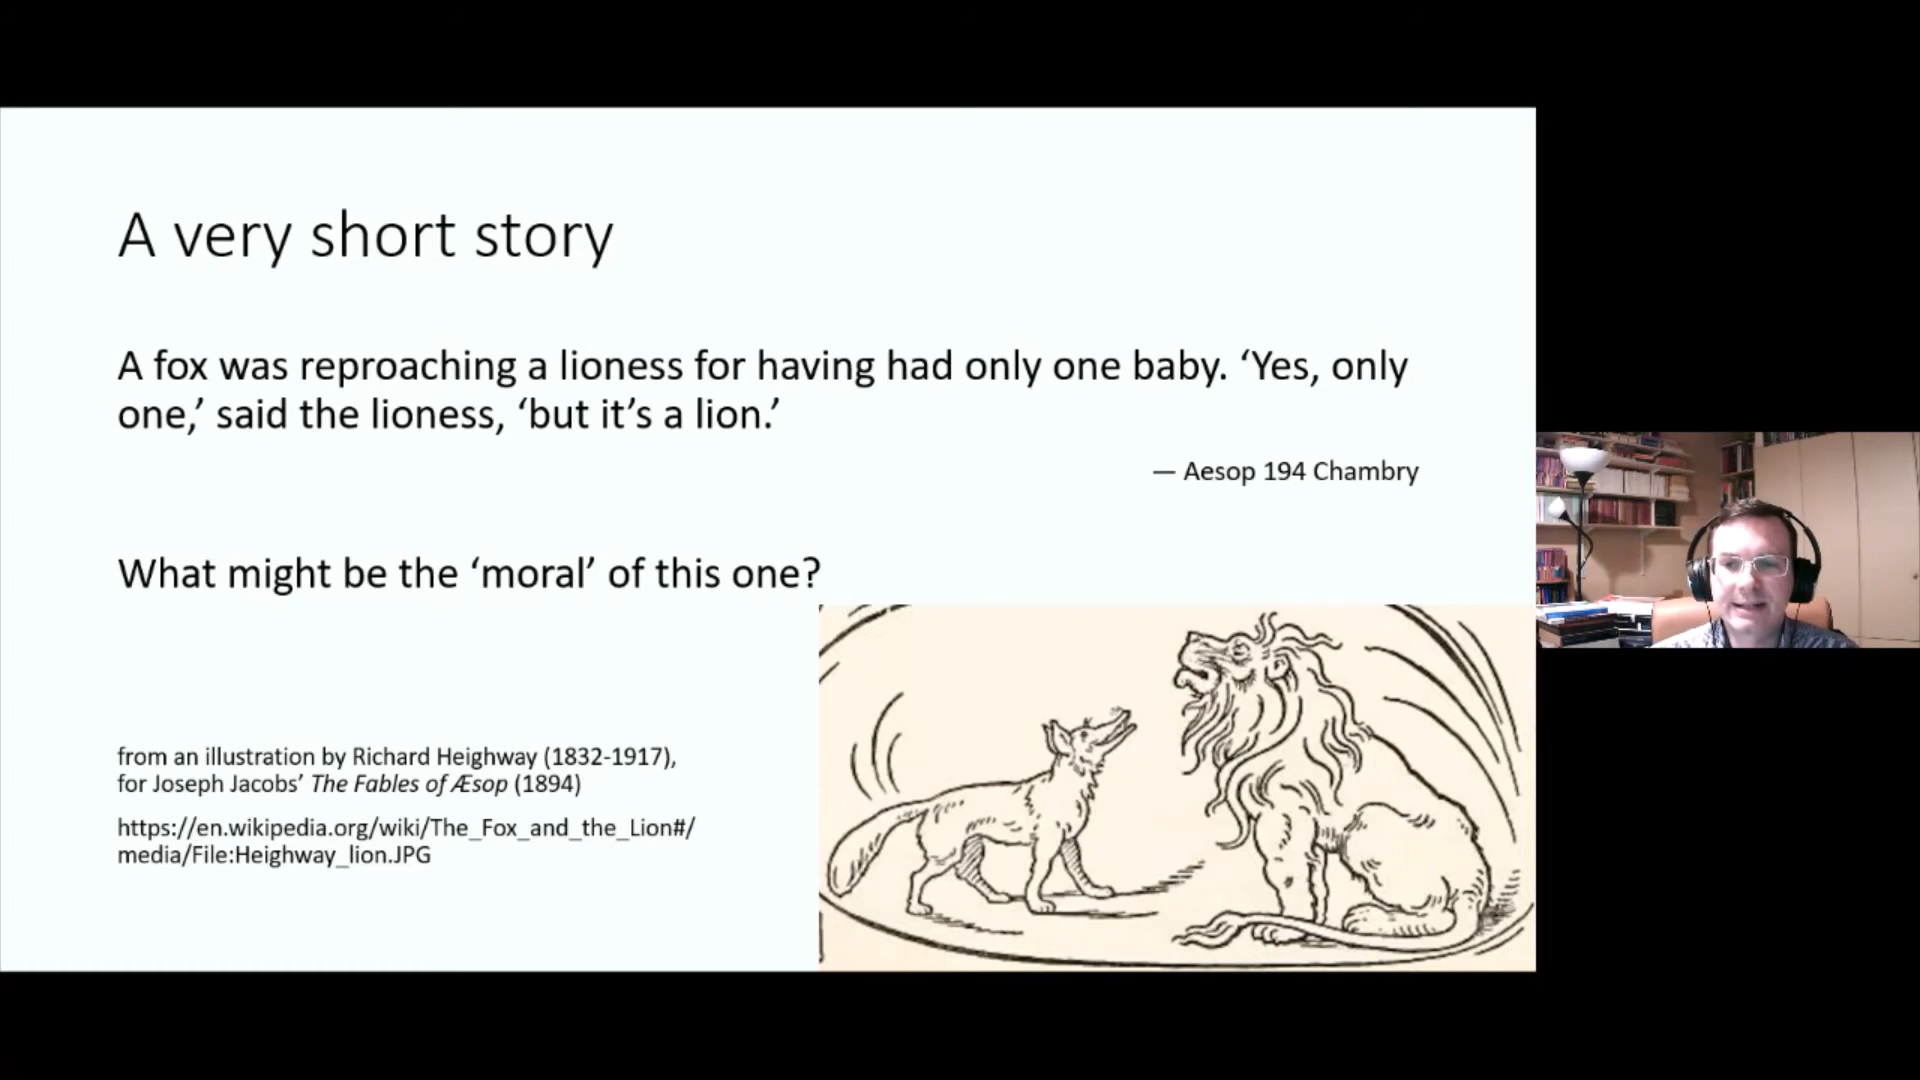 A very short story
A fox was reproaching a lioness for having had only one baby. ‘Yes, only
one,’ said the lioness, ‘but it’s a lion.’
— Aesop 194 Chambry
What might be the ‘moral’ of this one?
from an illustration by Richard Heighway (1832-1917),
for Joseph Jacobs’ The Fables of Æsop (1894)
https://en.wikipedia.org/wiki/The_Fox_and_the_Lion#/
media/File:Heighway_lion.JPG